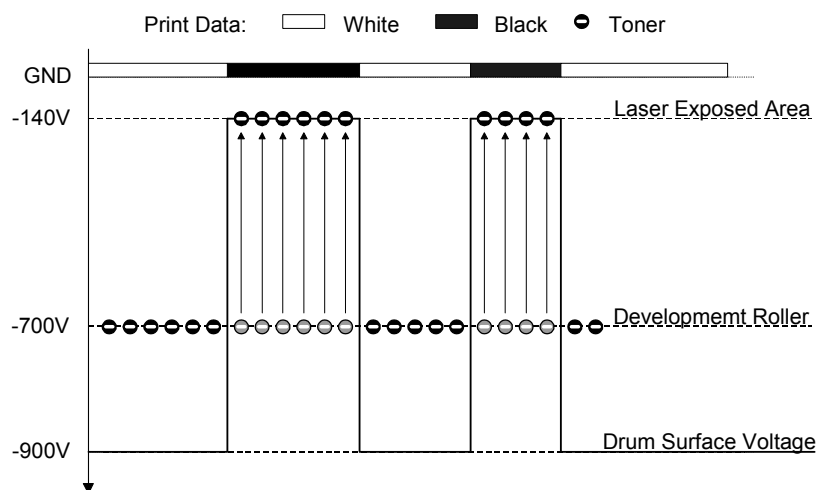 Print Data: White Black Toner
GND
-140V Laser Exposed Area
-700V Developmemt Roller
-900V Drum Surface Voltage